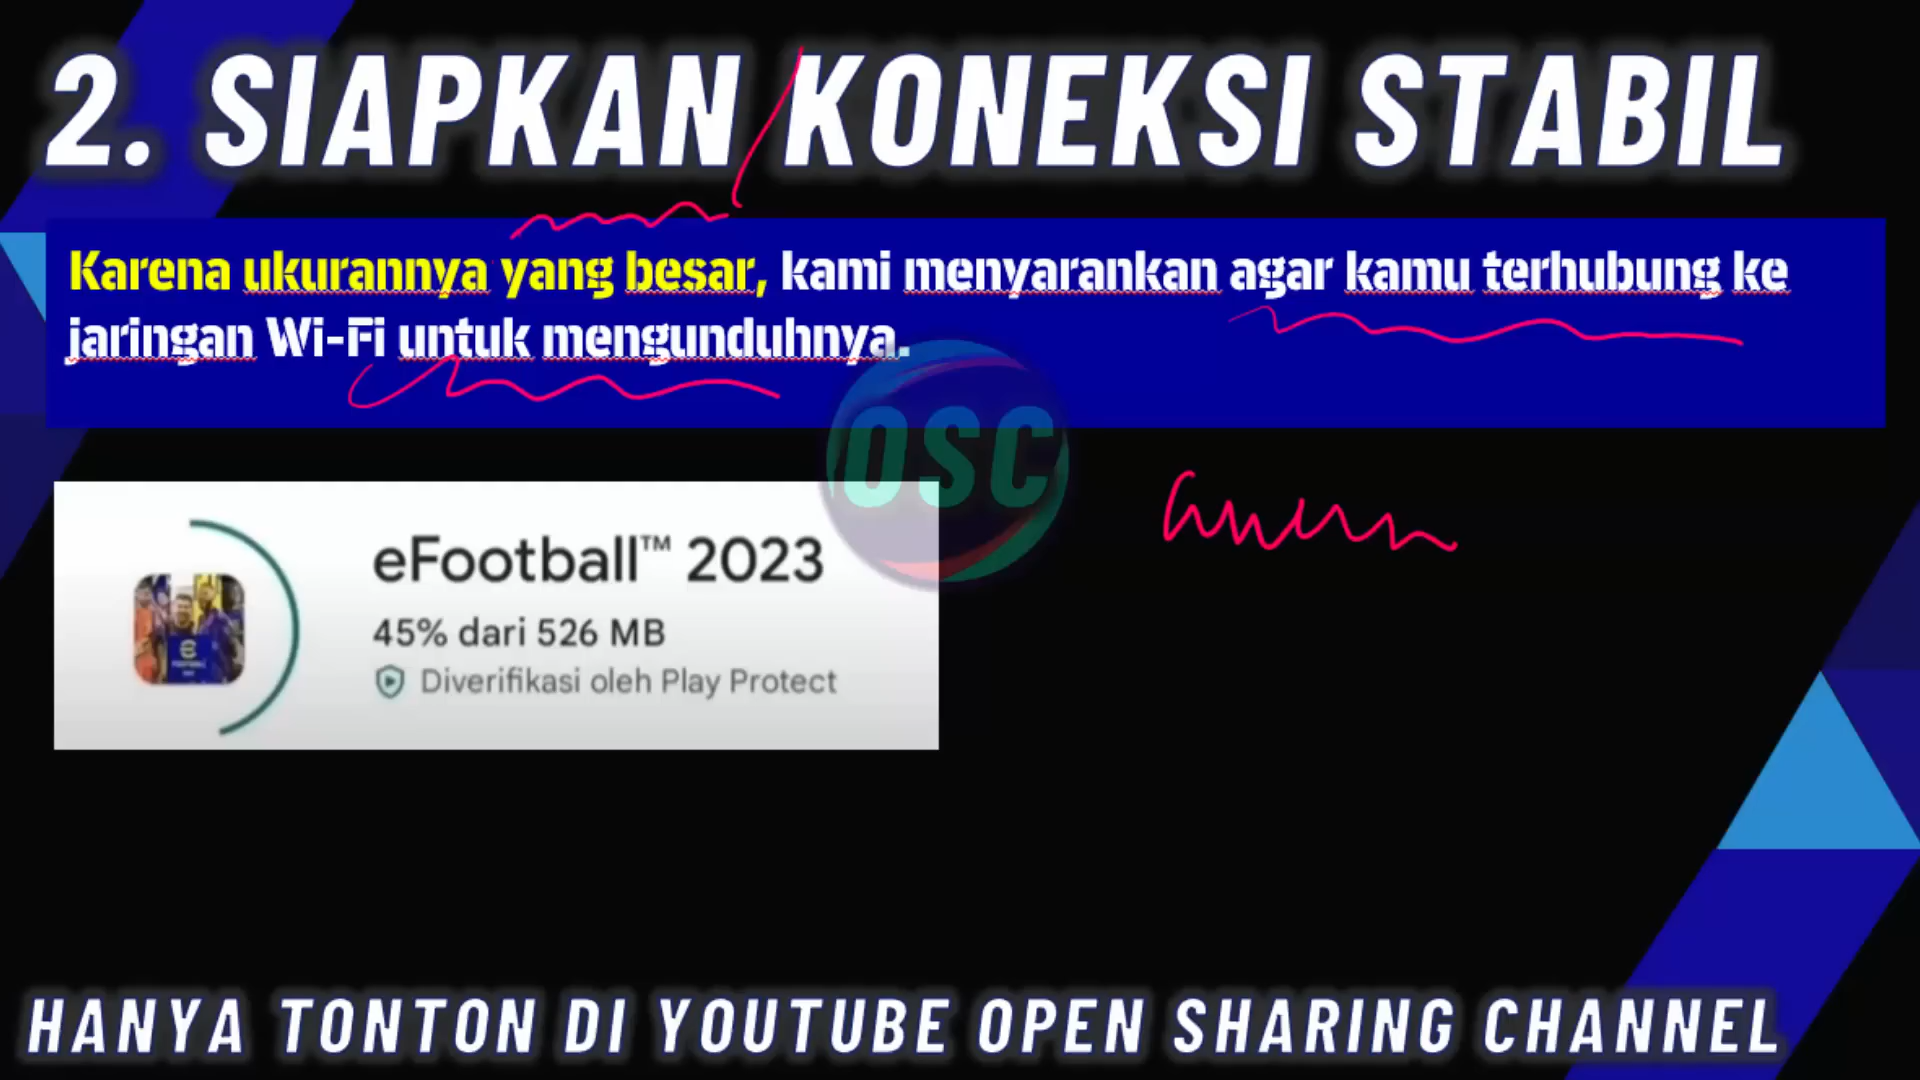 2. SIAPKAN KONEKSI STABIL
Karena ukurannya yang besar, kami menyarankan agar kamu terhubung ke
jaringan Wi-Fi untuk mengunduhnya.
OSC
eFootball™ 2023
45% dari 526 MB
Diverifikasi oleh Play Protect
HANYA TONTON DI YOUTUBE OPEN SHARING CHANNEL